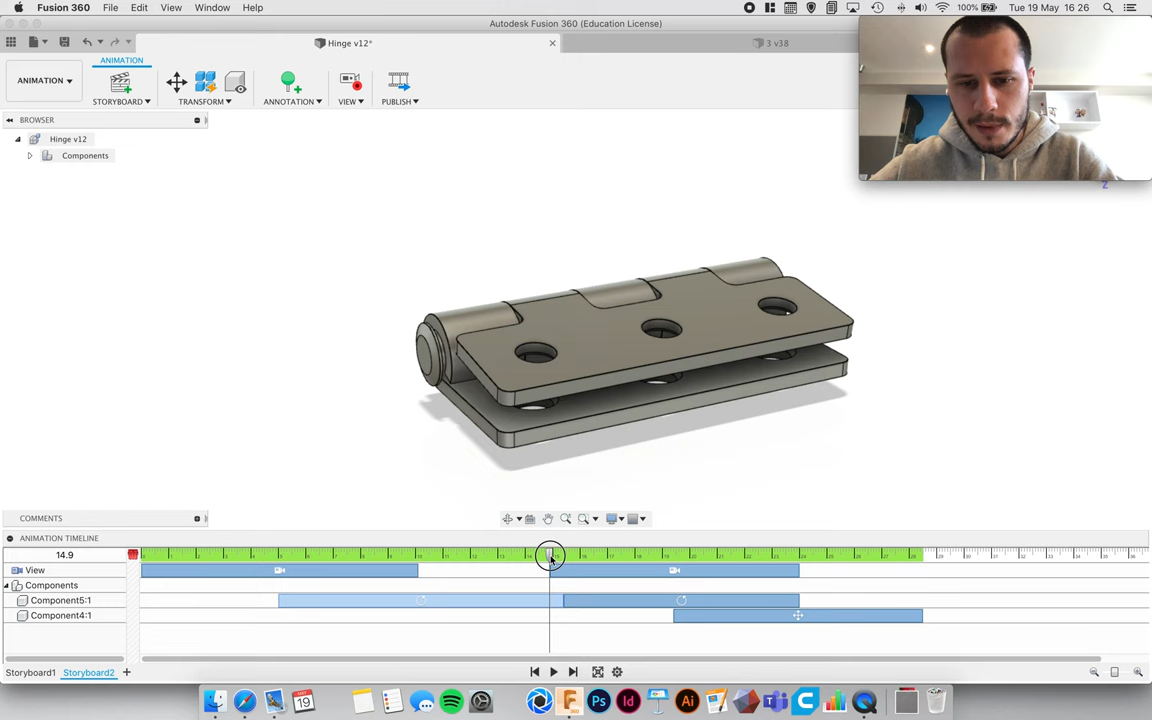 Fusion 360 File Edit View Window Help 100% Tue 19 May 16 26
Autodesk Fusion 360 (Education License)
Hinge v12* 3 v38
ANIMATION
ANIMATION
STORYBOARD TRANSFORM ANNOTATION VIEW PUBLISH
BROWSER
Hinge v12
Components
Z
COMMENTS
ANIMATION TIMELINE
14.9
View
Components
Component5:1
Component4:1
Storyboard1 Storyboard2